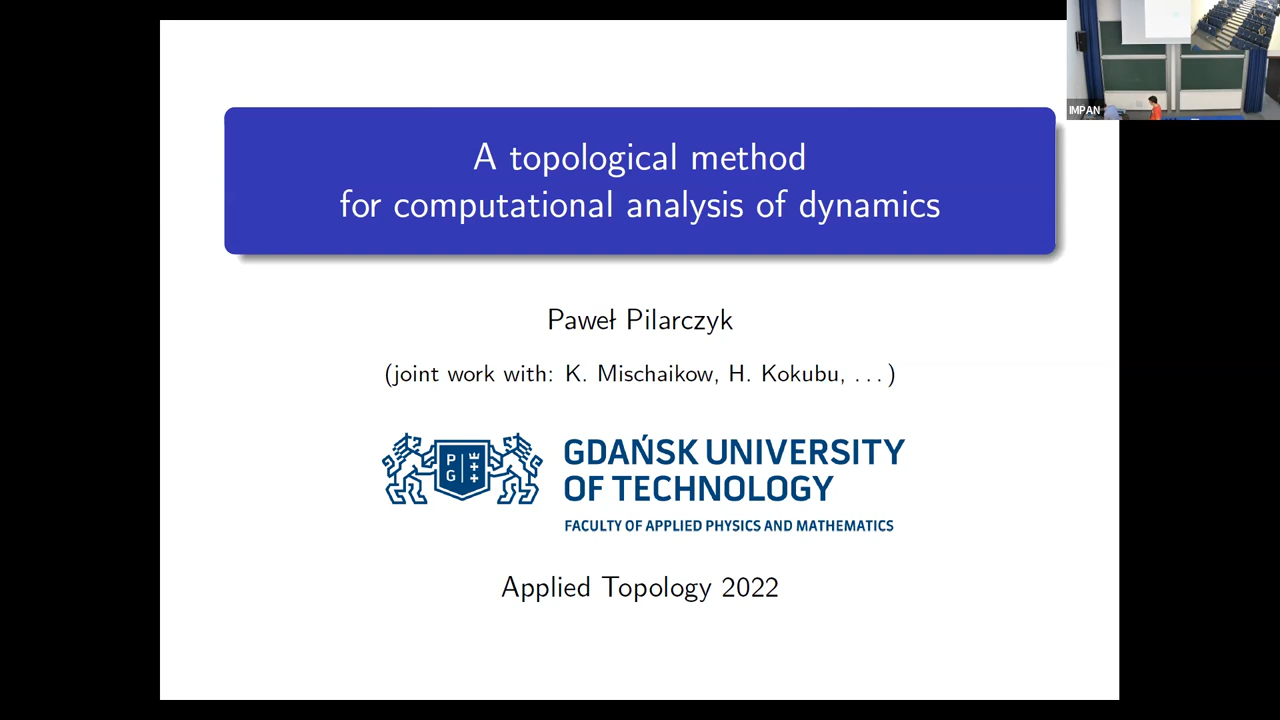 A topological method
for computational analysis of dynamics
Paweł Pilarczyk
(joint work with: K. Mischaikow, H. Kokubu, . . . )
P
G
GDAŃSK UNIVERSITY
OF TECHNOLOGY
FACULTY OF APPLIED PHYSICS AND MATHEMATICS
Applied Topology 2022
IMPAN